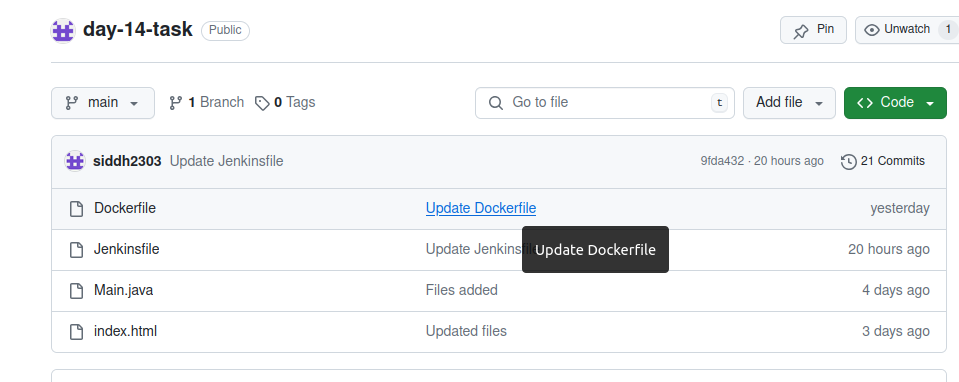 day-14-task Public Pin Unwatch 1
main 1 Branch 0 Tags Go to file t Add file Code
siddh2303 Update Jenkinsfile 9fda432 · 20 hours ago 21 Commits
Dockerfile Update Dockerfile yesterday
Jenkinsfile Update Jenkinsfile 20 hours ago
Update Dockerfile
Main.java Files added 4 days ago
index.html Updated files 3 days ago